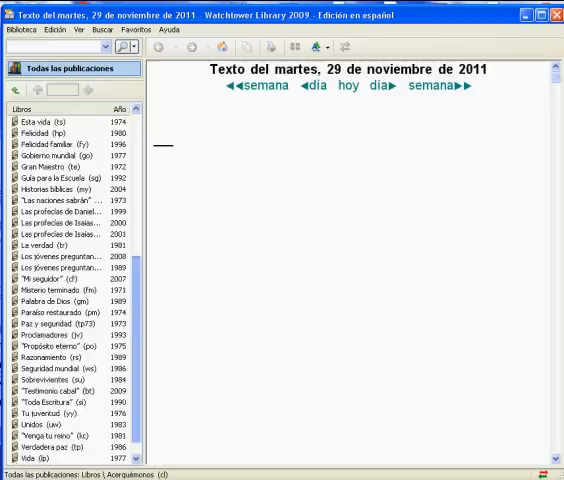 Texto del martes, 29 de noviembre de 2011 - Watchtower Library 2009 - Edición en español
Biblioteca Edición Ver Buscar Favoritos Ayuda
Todas las publicaciones
Libros Año
Esta vida (ts) 1974
Felicidad (hp) 1980
Felicidad familiar (fy) 1996
Gobierno mundial (go) 1977
Gran Maestro (te) 1972
Guía para la Escuela (sg) 1992
Historias bíblicas (my) 2004
"Las naciones sabrán" ... 1973
Las profecías de Daniel... 1999
Las profecías de Isaías... 2000
Las profecías de Isaías... 2001
La verdad (tr) 1981
Los jóvenes preguntan... 2008
Los jóvenes preguntan... 1989
"Mi seguidor" (cf) 2007
Misterio terminado (fm) 1971
Palabra de Dios (gm) 1989
Paraíso restaurado (pm) 1974
Paz y seguridad (tp73) 1973
Proclamadores (jv) 1993
"Propósito eterno" (po) 1975
Razonamiento (rs) 1989
Seguridad mundial (ws) 1986
Sobrevivientes (su) 1984
"Testimonio cabal" (bt) 2009
"Toda Escritura" (si) 1990
Tu juventud (yy) 1976
Unidos (uw) 1983
"Venga tu reino" (kc) 1981
Verdadera paz (tp) 1986
Vida (lp) 1977
Texto del martes, 29 de noviembre de 2011
◀◀semana ◀día hoy día▶ semana▶▶
Todas las publicaciones: Libros \ Acerquémonos (cl)